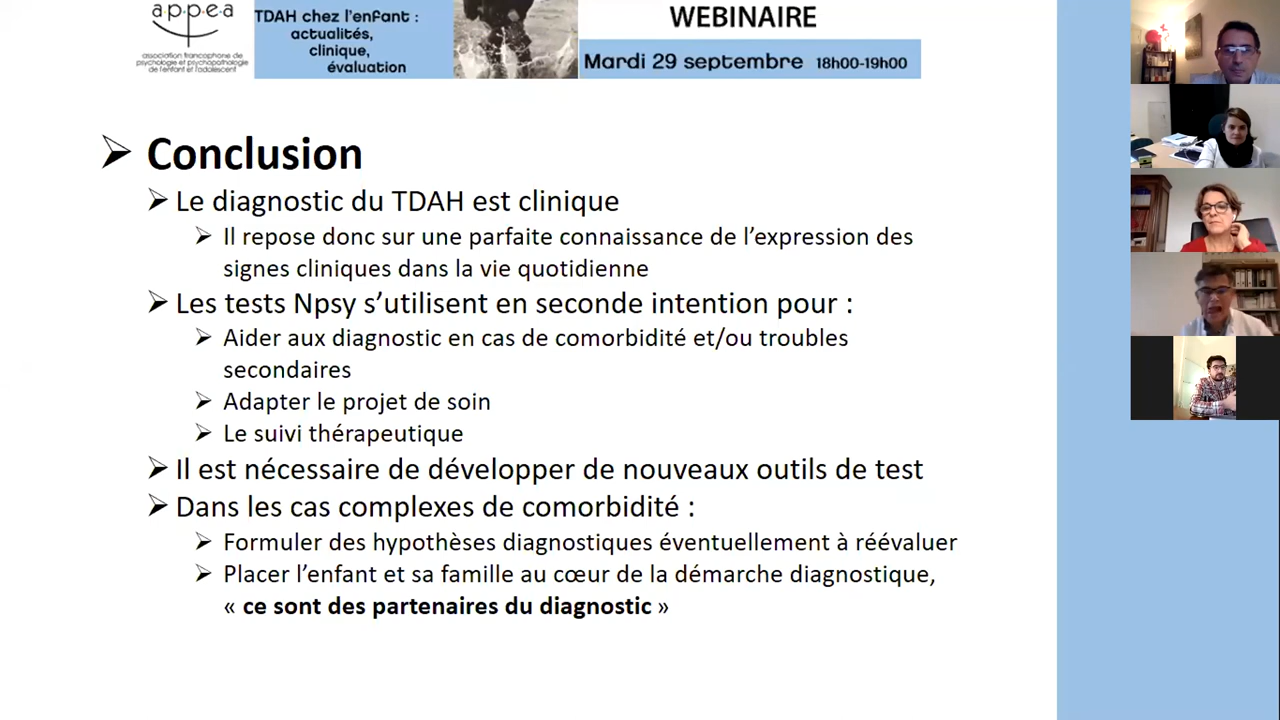 a·p·p·e·a
association francophone de
psychologie et psychopathologie
de l'enfant et l'adolescent
TDAH chez l'enfant :
actualités,
clinique,
évaluation
WEBINAIRE
Mardi 29 septembre 18h00-19h00
Conclusion
Le diagnostic du TDAH est clinique
Il repose donc sur une parfaite connaissance de l'expression des
signes cliniques dans la vie quotidienne
Les tests Npsy s'utilisent en seconde intention pour :
Aider aux diagnostic en cas de comorbidité et/ou troubles
secondaires
Adapter le projet de soin
Le suivi thérapeutique
Il est nécessaire de développer de nouveaux outils de test
Dans les cas complexes de comorbidité :
Formuler des hypothèses diagnostiques éventuellement à réévaluer
Placer l'enfant et sa famille au cœur de la démarche diagnostique,
« ce sont des partenaires du diagnostic »